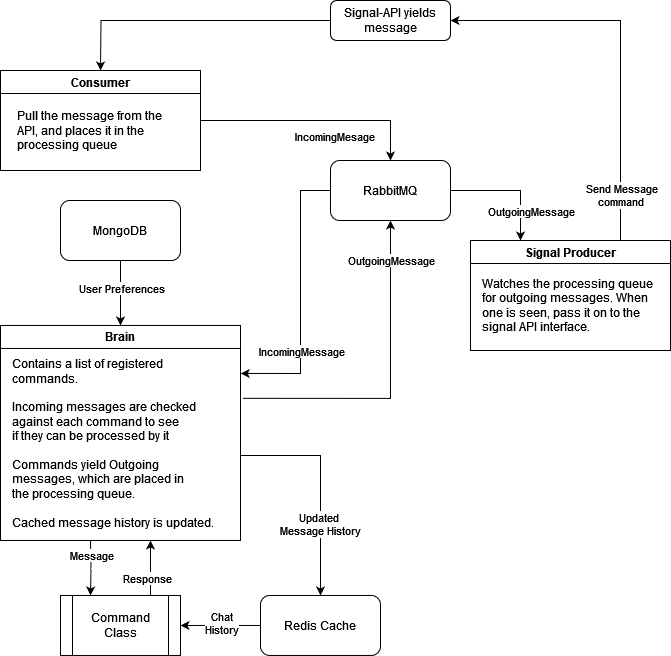 Signal-API yields
message
Consumer
Pull the message from the
API, and places it in the
processing queue
IncomingMesage
RabbitMQ
Send Message
command
MongoDB
OutgoingMessage
Signal Producer
OutgoingMessage
User Preferences
Watches the processing queue
for outgoing messages. When
one is seen, pass it on to the
signal API interface.
Brain
IncomingMessage
Contains a list of registered
commands.
Incoming messages are checked
against each command to see
if they can be processed by it
Commands yield Outgoing
messages, which are placed in
the processing queue.
Cached message history is updated.
Updated
Message History
Message
Response
Command
Class
Chat
History
Redis Cache